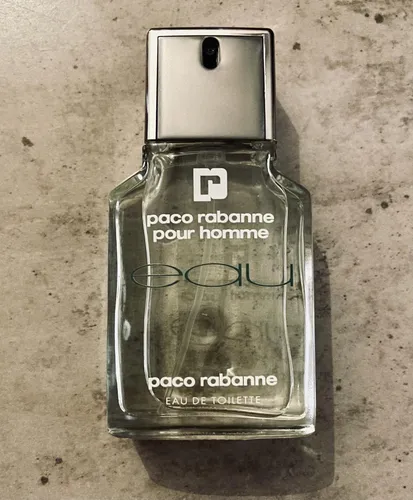 paco rabanne
pour homme
eau
paco rabanne
EAU DE TOILETTE